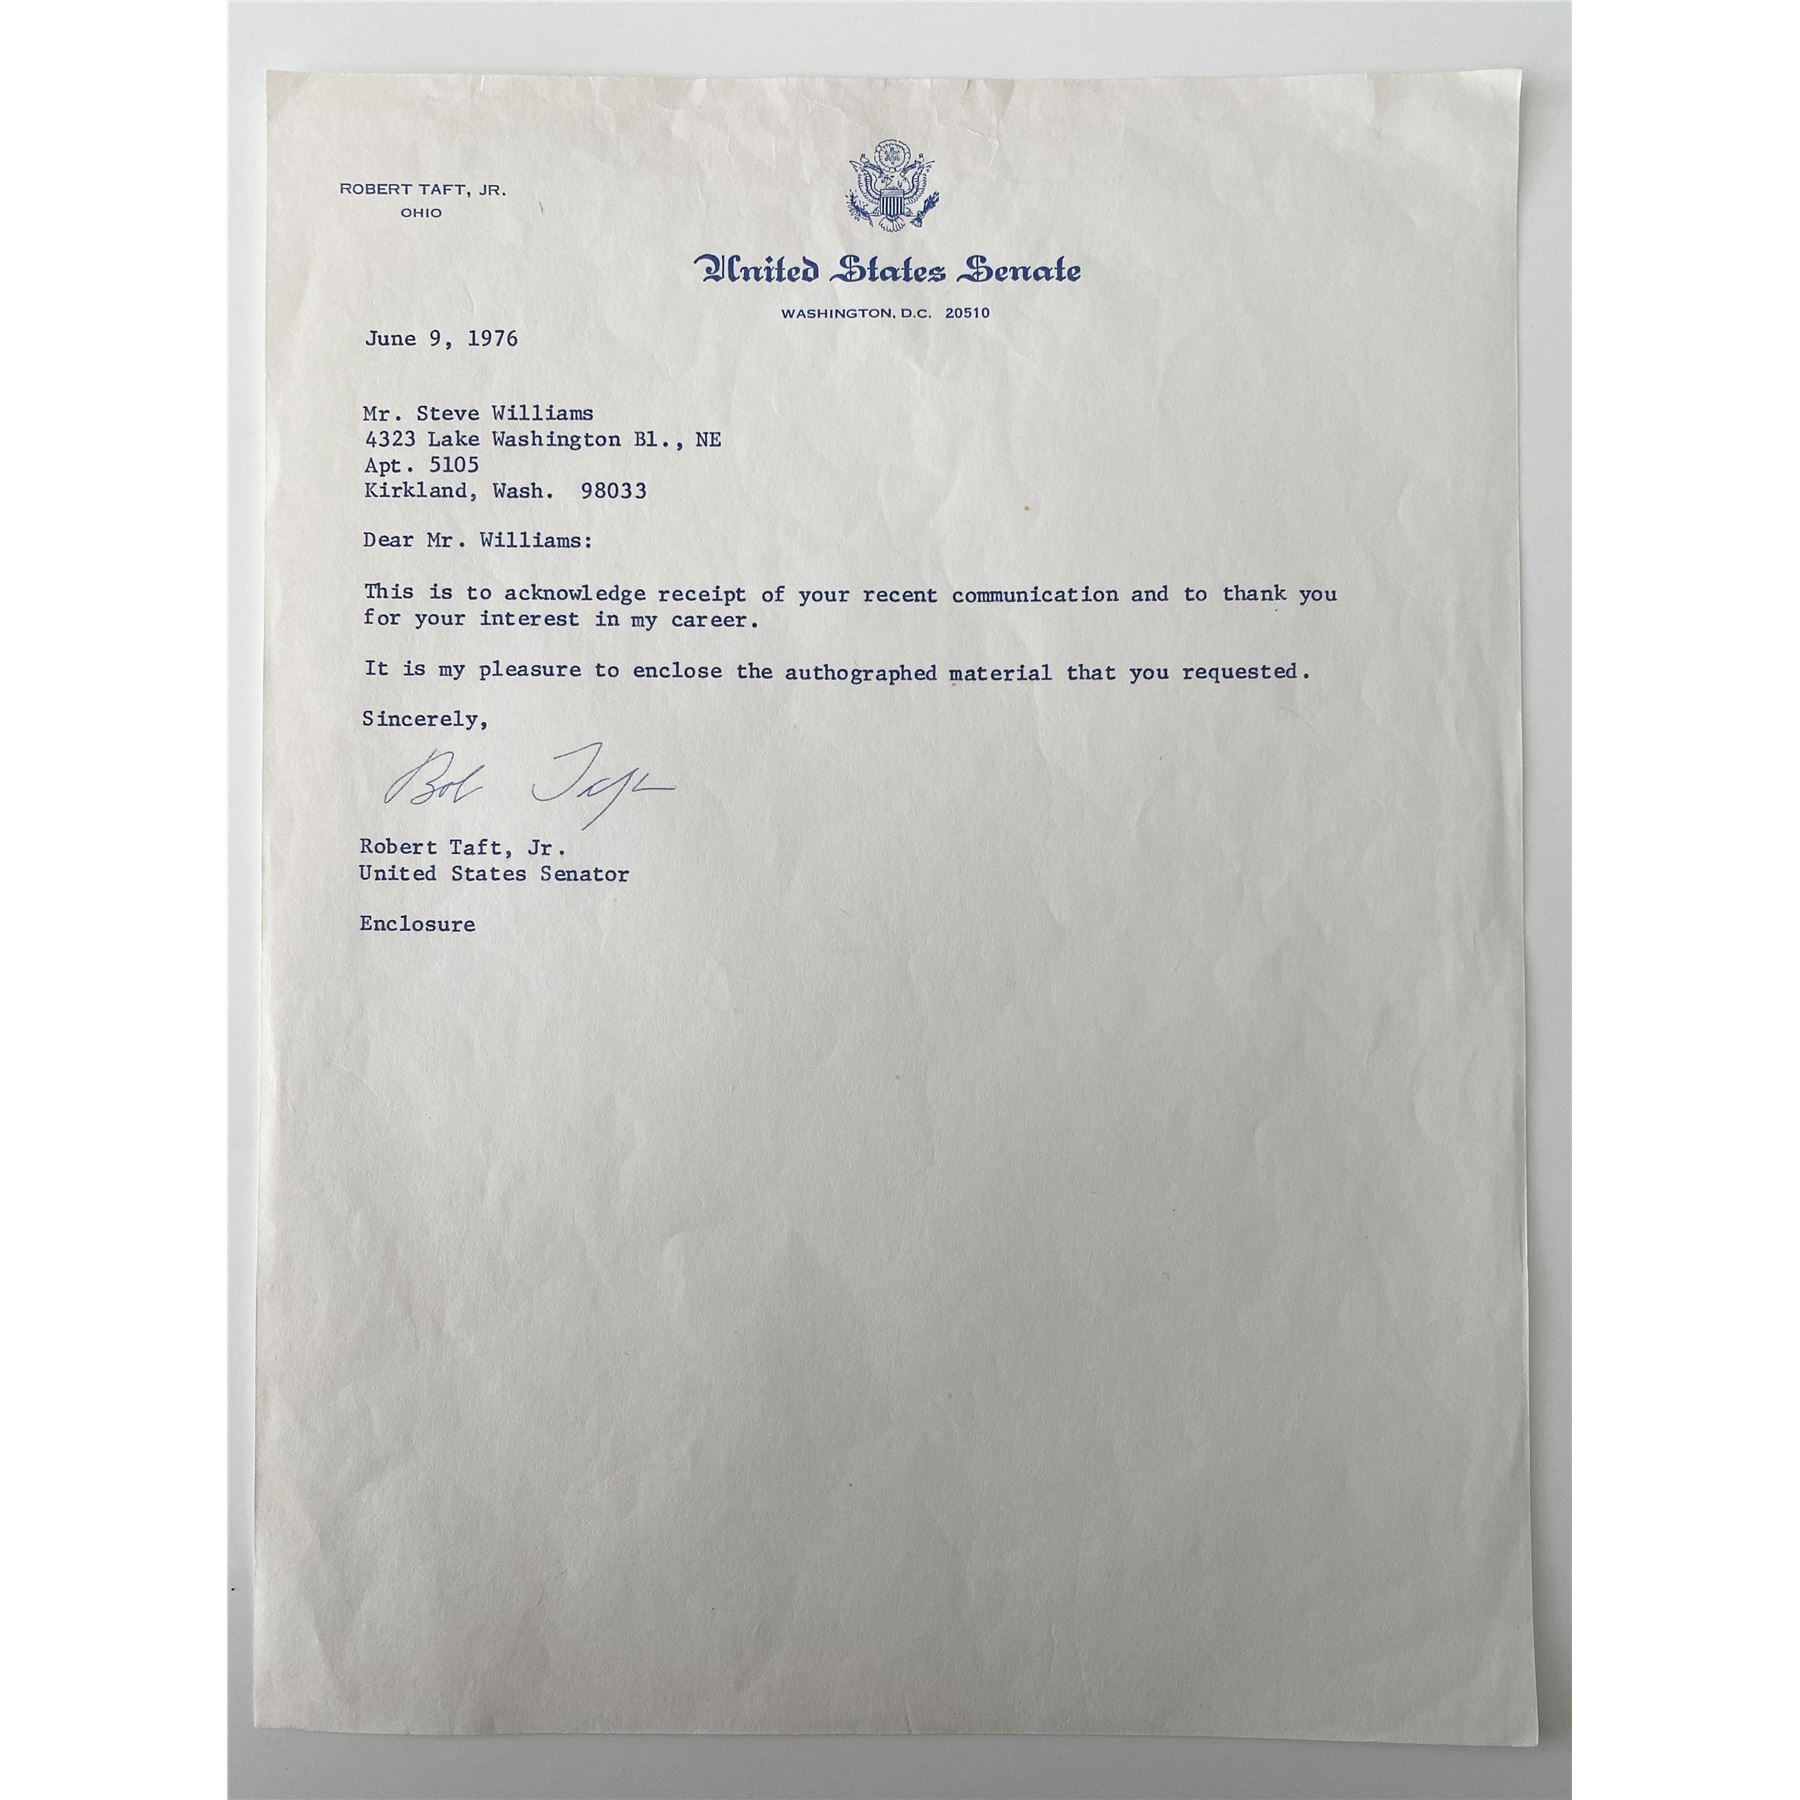 ROBERT TAFT, JR.
OHIO
United States Senate
WASHINGTON, D.C. 20510
June 9, 1976
Mr. Steve Williams
4323 Lake Washington Bl., NE
Apt. 5105
Kirkland, Wash. 98033
Dear Mr. Williams:
This is to acknowledge receipt of your recent communication and to thank you
for your interest in my career.
It is my pleasure to enclose the authographed material that you requested.
Sincerely,
Bob Taft
Robert Taft, Jr.
United States Senator
Enclosure